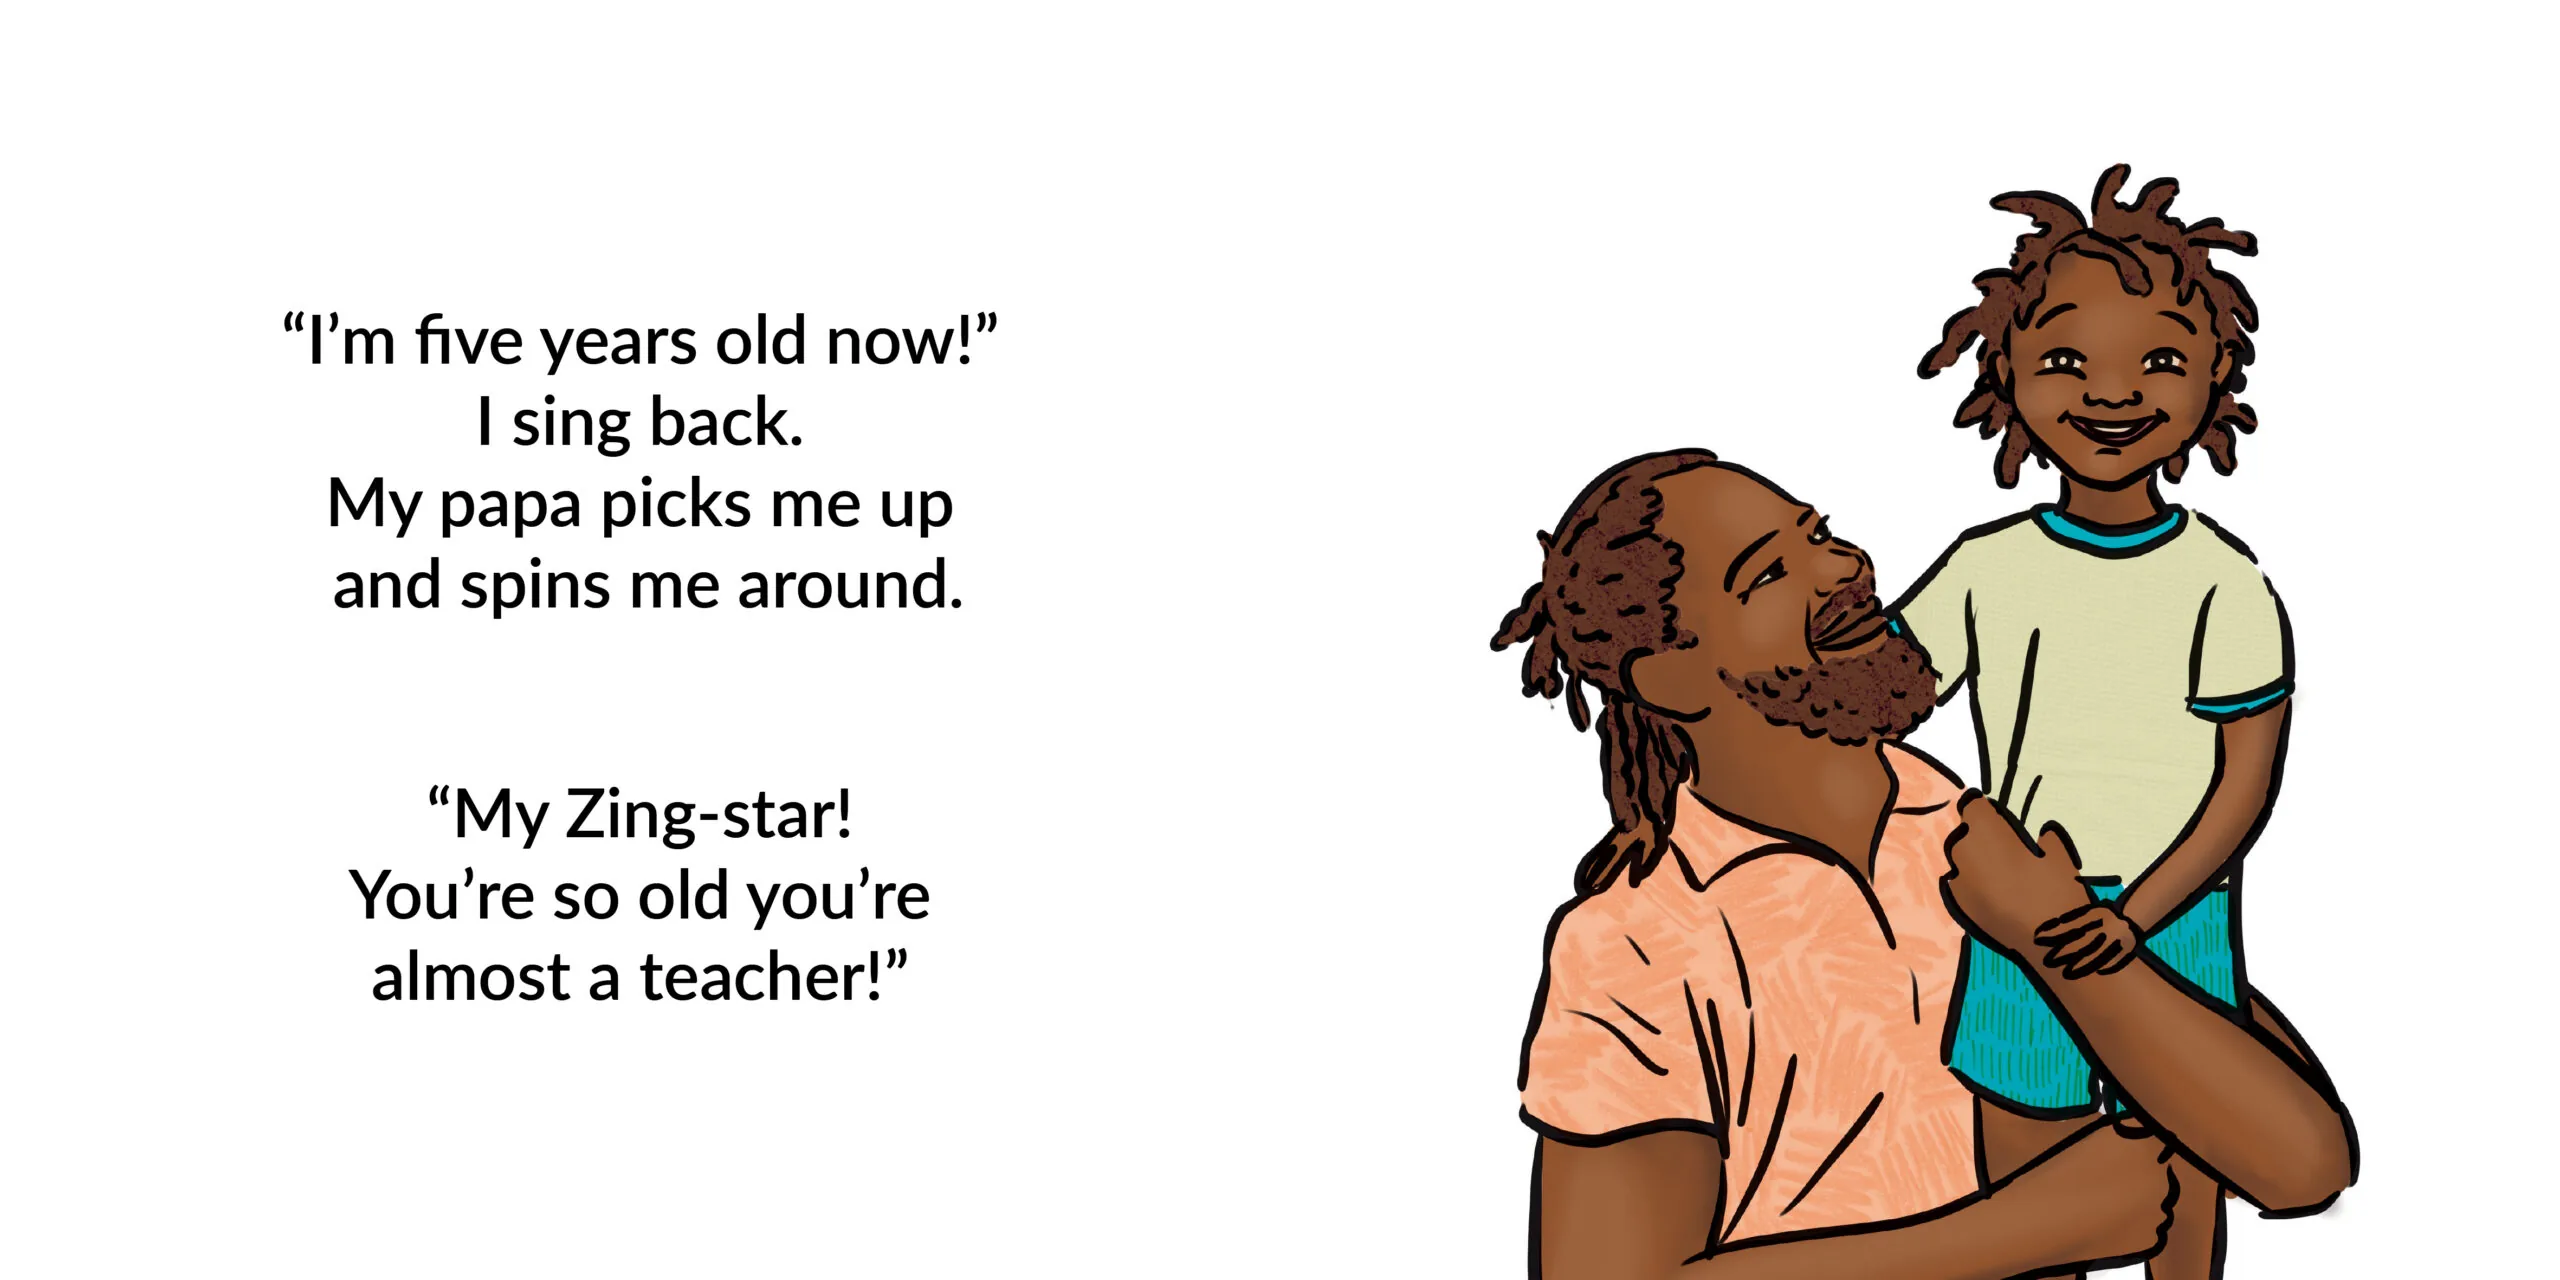 “I’m five years old now!”
I sing back.
My papa picks me up
and spins me around.
“My Zing-star!
You’re so old you’re
almost a teacher!”